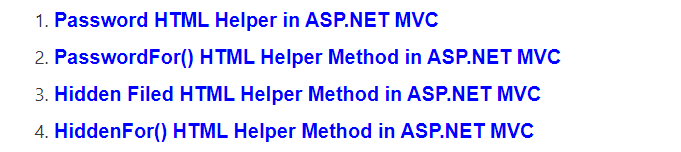 1. Password HTML Helper in ASP.NET MVC
2. PasswordFor() HTML Helper Method in ASP.NET MVC
3. Hidden Filed HTML Helper Method in ASP.NET MVC
4. HiddenFor() HTML Helper Method in ASP.NET MVC